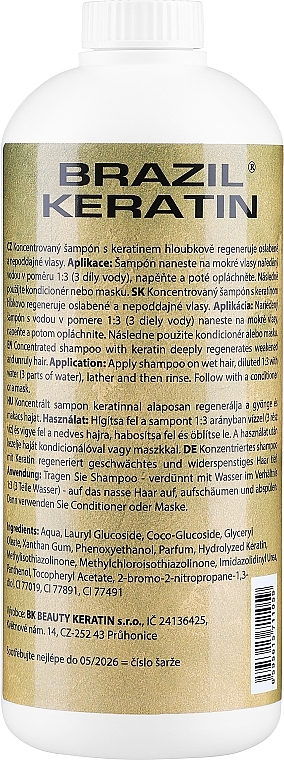 BRAZIL ®
KERATIN
CZ Koncentrovaný šampón s keratinem hloubkově regeneruje oslabené
a nepoddajné vlasy. Aplikace: Šampón naneste na mokré vlasy naředěný
vodou v poměru 1:3 (3 díly vody), napěňte a poté opláchněte. Následně
použijte kondicionér nebo masku. SK Koncentrovaný šampón s keratínom
hĺbkovo regeneruje oslabené a nepoddajné vlasy. Aplikácia: Nariedený
šampón s vodou v pomere 1:3 (3 diely vody) naneste na mokré vlasy,
napeňte a potom opláchnite. Následne použite kondicionér alebo masku.
EN Concentrated shampoo with keratin deeply regenerates weakened
and unruly hair. Application: Apply shampoo on wet hair, diluted 1:3 with
water (3 parts of water), lather and then rinse. Follow with a conditioner
or a mask.
HU Koncentrált sampon keratinnal alaposan regenerálja a gyönge és
makacs hajat. Használat: Hígítsa fel a sampont 1:3 arányban vízzel (3 rész
víz) és vigye fel a nedves hajra, habosítsa fel és öblítse le. A használat után
kezelje haját kondicionálóval vagy maszkkal. DE Konzentriertes shampoo
mit Keratin regeneriert geschwächtes und widerspenstiges Haar tief.
Anwendung: Tragen Sie Shampoo - verdünnt mit Wasser im Verhältnis
1:3 (3 Teile Wasser) - auf das nasse Haar auf, aufschäumen und abspülen.
Dann verwenden Sie Conditioner oder Maske.
Ingredients: Aqua, Lauryl Glucoside, Coco-Glucoside, Glyceryl
Oleate, Xanthan Gum, Phenoxyethanol, Parfum, Hydrolyzed Keratin,
Methylisothiazolinone, Methylchloroisothiazolinone, Imidazolidinyl Urea,
Panthenol, Tocopheryl Acetate, 2-bromo-2-nitropropane-1,3-
diol, CI 77019, CI 77891, CI 77491
Výrobce: BK BEAUTY KERATIN s.r.o., IČ 24136425,
Květnové nám. 14, CZ-252 43 Průhonice
Spotřebujte nejlépe do 05/2026 = číslo šarže